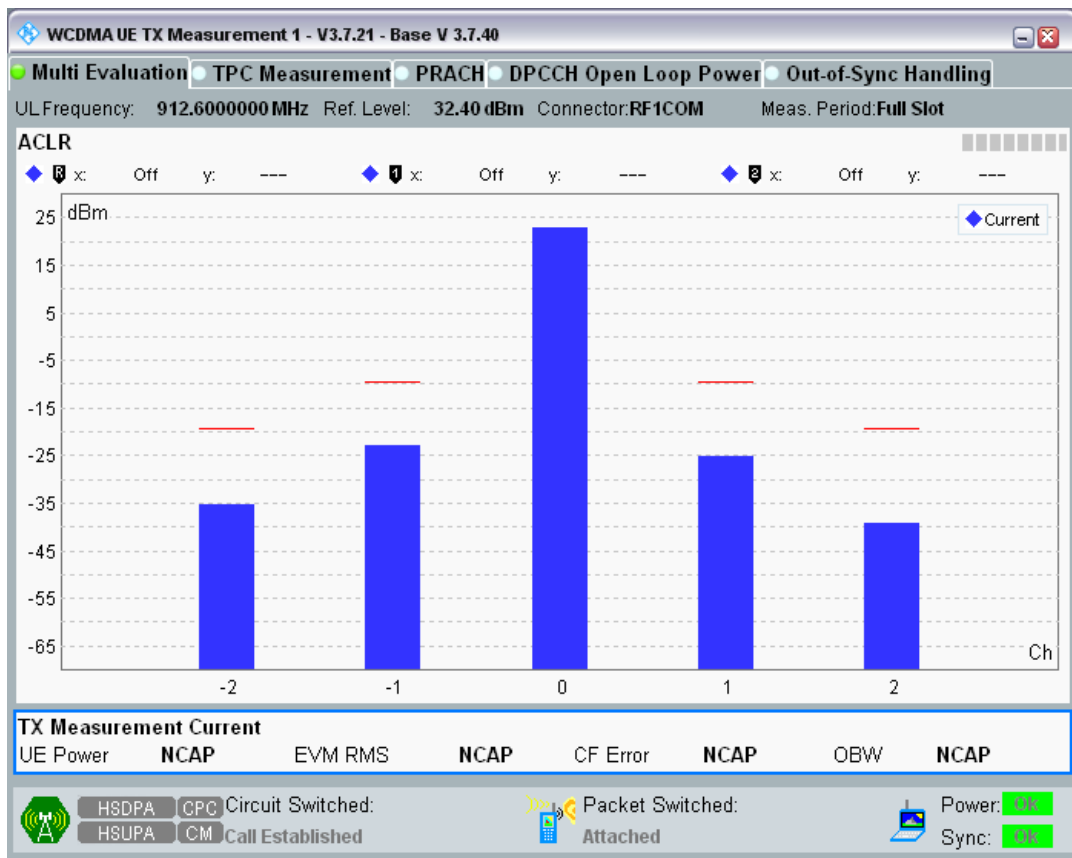 WCDMA UE TX Measurement 1 - V3.7.21 - Base V 3.7.40
Multi Evaluation TPC Measurement PRACH DPCCH Open Loop Power Out-of-Sync Handling
UL Frequency: 912.6000000 MHz Ref. Level: 32.40 dBm Connector:RF1COM Meas. Period:Full Slot
ACLR
R x: Off y: --- 1 x: Off y: --- 2 x: Off y: ---
dBm
Current
25
15
5
-5
-15
-25
-35
-45
-55
-65
Ch
-2 -1 0 1 2
TX Measurement Current
UE Power NCAP EVM RMS NCAP CF Error NCAP OBW NCAP
HSDPA CPC Circuit Switched: Packet Switched: Power: Ok
HSUPA CM Call Established Attached Sync: Ok